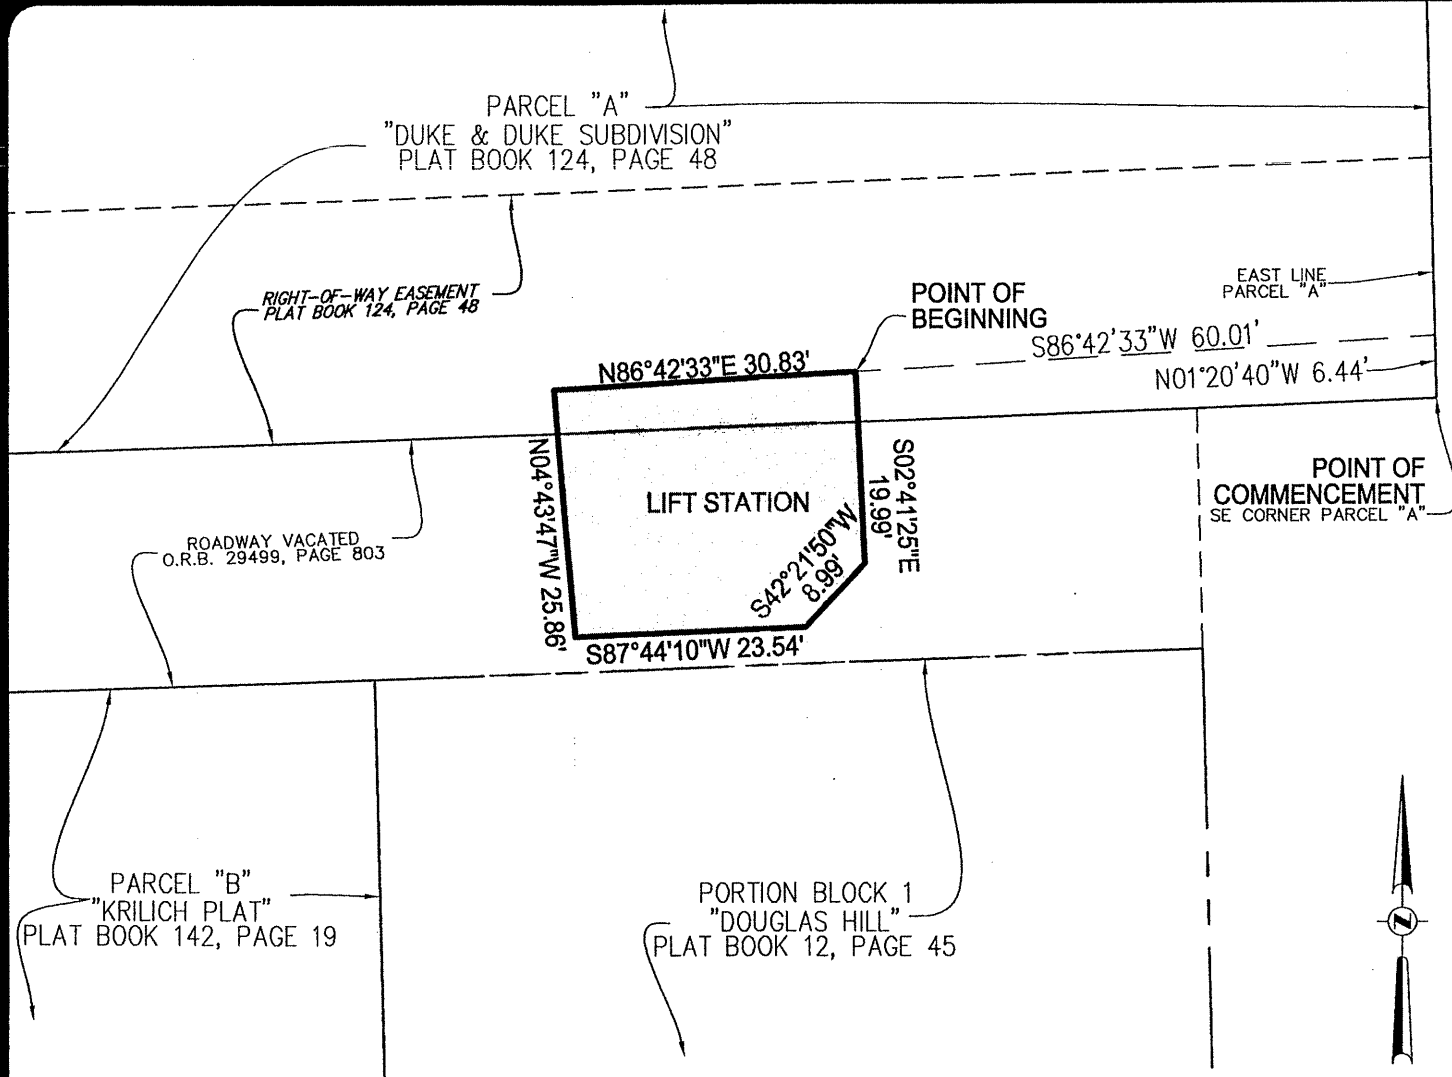 PARCEL "A"
"DUKE & DUKE SUBDIVISION"
PLAT BOOK 124, PAGE 48
RIGHT-OF-WAY EASEMENT
PLAT BOOK 124, PAGE 48
EAST LINE
PARCEL "A"
POINT OF
BEGINNING
S86°42'33"W 60.01'
N01°20'40"W 6.44'
N86°42'33"E 30.83'
POINT OF
COMMENCEMENT
SE CORNER PARCEL "A"
LIFT STATION
N04°43'47"W 25.86'
S02°41'25"E
19.99'
S42°21'50"W
8.99'
S87°44'10"W 23.54'
ROADWAY VACATED
O.R.B. 29499, PAGE 803
PARCEL "B"
"KRILICH PLAT"
PLAT BOOK 142, PAGE 19
PORTION BLOCK 1
"DOUGLAS HILL"
PLAT BOOK 12, PAGE 45
N